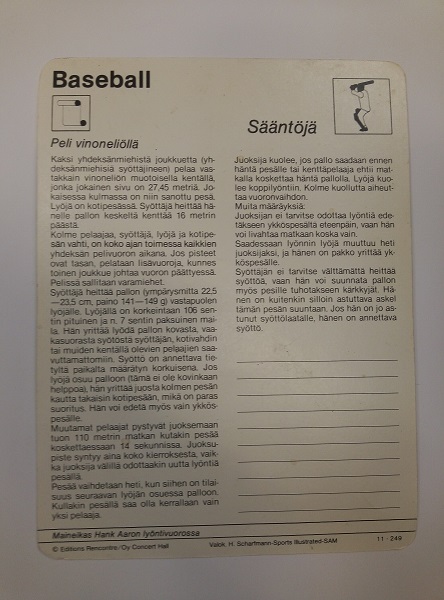 Baseball
Peli vinoneliöllä
Sääntöjä
Kaksi yhdeksänmiehistä joukkuetta (yh-
deksänmiehisiä syöttäjineen) pelaa vas-
takkain vinoneliön muotoisella kentällä,
jonka jokainen sivu on 27,45 metriä. Jo-
kaisessa kulmassa on niin sanottu pesä.
Lyöjä on kotipesässä. Syöttäjä heittää hä-
nelle pallon keskeltä kenttää 16 metrin
päästä.
Kolme pelaajaa, syöttäjä, lyöjä ja kotipe-
sän vahti, on koko ajan toimessa kaikkien
yhdeksän pelivuoron aikana. Jos pisteet
ovat tasan, pelataan lisävuoroja, kunnes
toinen joukkue johtaa vuoron päättyessä.
Pelissä sallitaan varamiehet.
Syöttäjä heittää pallon (ympärysmitta 22,5
—23,5 cm, paino 141—149 g) vastapuolen
lyöjälle. Lyöjällä on korkeintaan 106 sen-
tin pituinen ja n. 7 sentin paksuinen mai-
la. Hän yrittää lyödä pallon kovasta, vaa-
kasuorasta syötöstä syöttäjän, kotivahdin
tai muiden kentällä olevien pelaajien saa-
vuttamattomiin. Syöttö on annettava tie-
tyltä paikalta määrätyn korkuisena. Jos
lyöjä osuu palloon (tämä ei ole kovinkaan
helppoa), hän yrittää juosta kolmen pesän
kautta takaisin kotipesään, mikä on paras
suoritus. Hän voi edetä myös vain ykkös-
pesälle.
Muutamat pelaajat pystyvät juoksemaan
tuon 110 metrin matkan kutakin pesää
koskettaessaan 14 sekunnissa. Juoksu-
piste syntyy aina koko kierroksesta, vaik-
ka juoksija välillä odottaakin uutta lyöntiä
pesällä.
Pesää vaihdetaan heti, kun siihen on tilai-
suus seuraavan lyöjän osuessa palloon.
Kullakin pesällä saa olla kerrallaan vain
yksi pelaaja.
Juoksija kuolee, jos pallo saadaan ennen
häntä pesälle tai kenttäpelaaja ehtii mat-
kalla koskettaa häntä pallolla. Lyöjä kuo-
lee koppilyöntiin. Kolme kuollutta aiheut-
taa vuoronvaihdon.
Muita määräyksiä:
Juoksijan ei tarvitse odottaa lyöntiä ede-
täkseen ykköspesältä eteenpäin, vaan hän
voi livahtaa matkaan koska vain.
Saadessaan lyönnin lyöjä muuttuu heti
juoksijaksi, ja hänen on pakko yrittää yk-
köspesälle.
Syöttäjän ei tarvitse välttämättä heittää
syöttöä, vaan hän voi suunnata pallon
myös pesille tuhotakseen kärkkyjät. Hä-
nen on kuitenkin silloin astuttava askel
tämän pesän suuntaan. Jos hän on jo as-
tunut syöttölaatalle, hänen on annettava
syöttö.
Maineikas Hank Aaron lyöntivuorossa
© Editions Rencontre/Oy Concert Hall
Valok. H. Scharfmann-Sports Illustrated-SAM
11 - 249